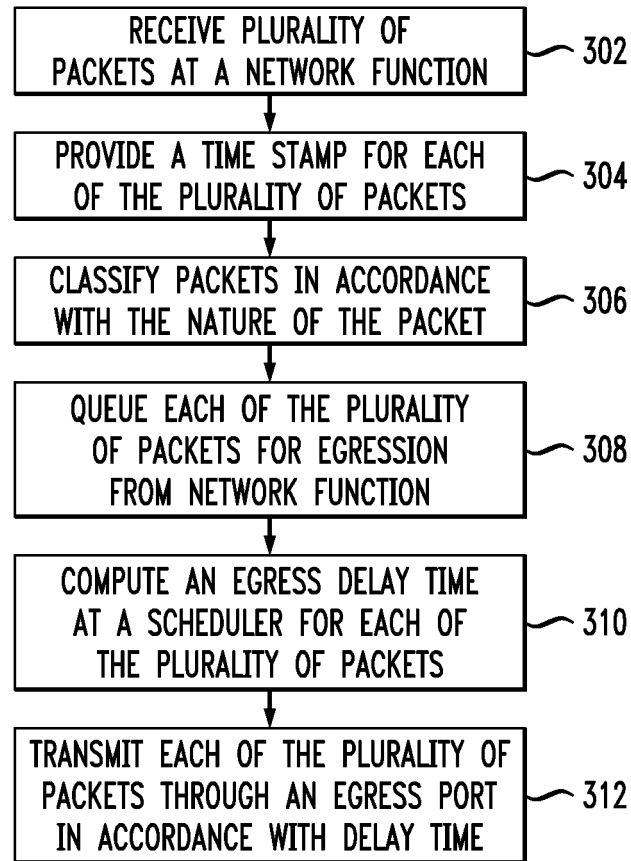 RECEIVE PLURALITY OF
PACKETS AT A NETWORK FUNCTION
302
PROVIDE A TIME STAMP FOR EACH
OF THE PLURALITY OF PACKETS
304
CLASSIFY PACKETS IN ACCORDANCE
WITH THE NATURE OF THE PACKET
306
QUEUE EACH OF THE PLURALITY
OF PACKETS FOR EGRESSION
FROM NETWORK FUNCTION
308
COMPUTE AN EGRESS DELAY TIME
AT A SCHEDULER FOR EACH OF
THE PLURALITY OF PACKETS
310
TRANSMIT EACH OF THE PLURALITY OF
PACKETS THROUGH AN EGRESS PORT
IN ACCORDANCE WITH DELAY TIME
312